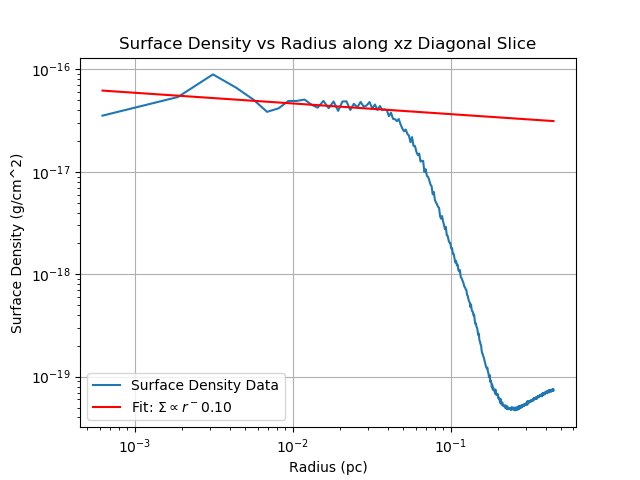 Surface Density vs Radius along xz Diagonal Slice
Surface Density (g/cm^2)
10⁻¹⁶
10⁻¹⁷
10⁻¹⁸
10⁻¹⁹
Surface Density Data
Fit: Σ ∝ r⁻0.10
10⁻³ 10⁻² 10⁻¹
Radius (pc)